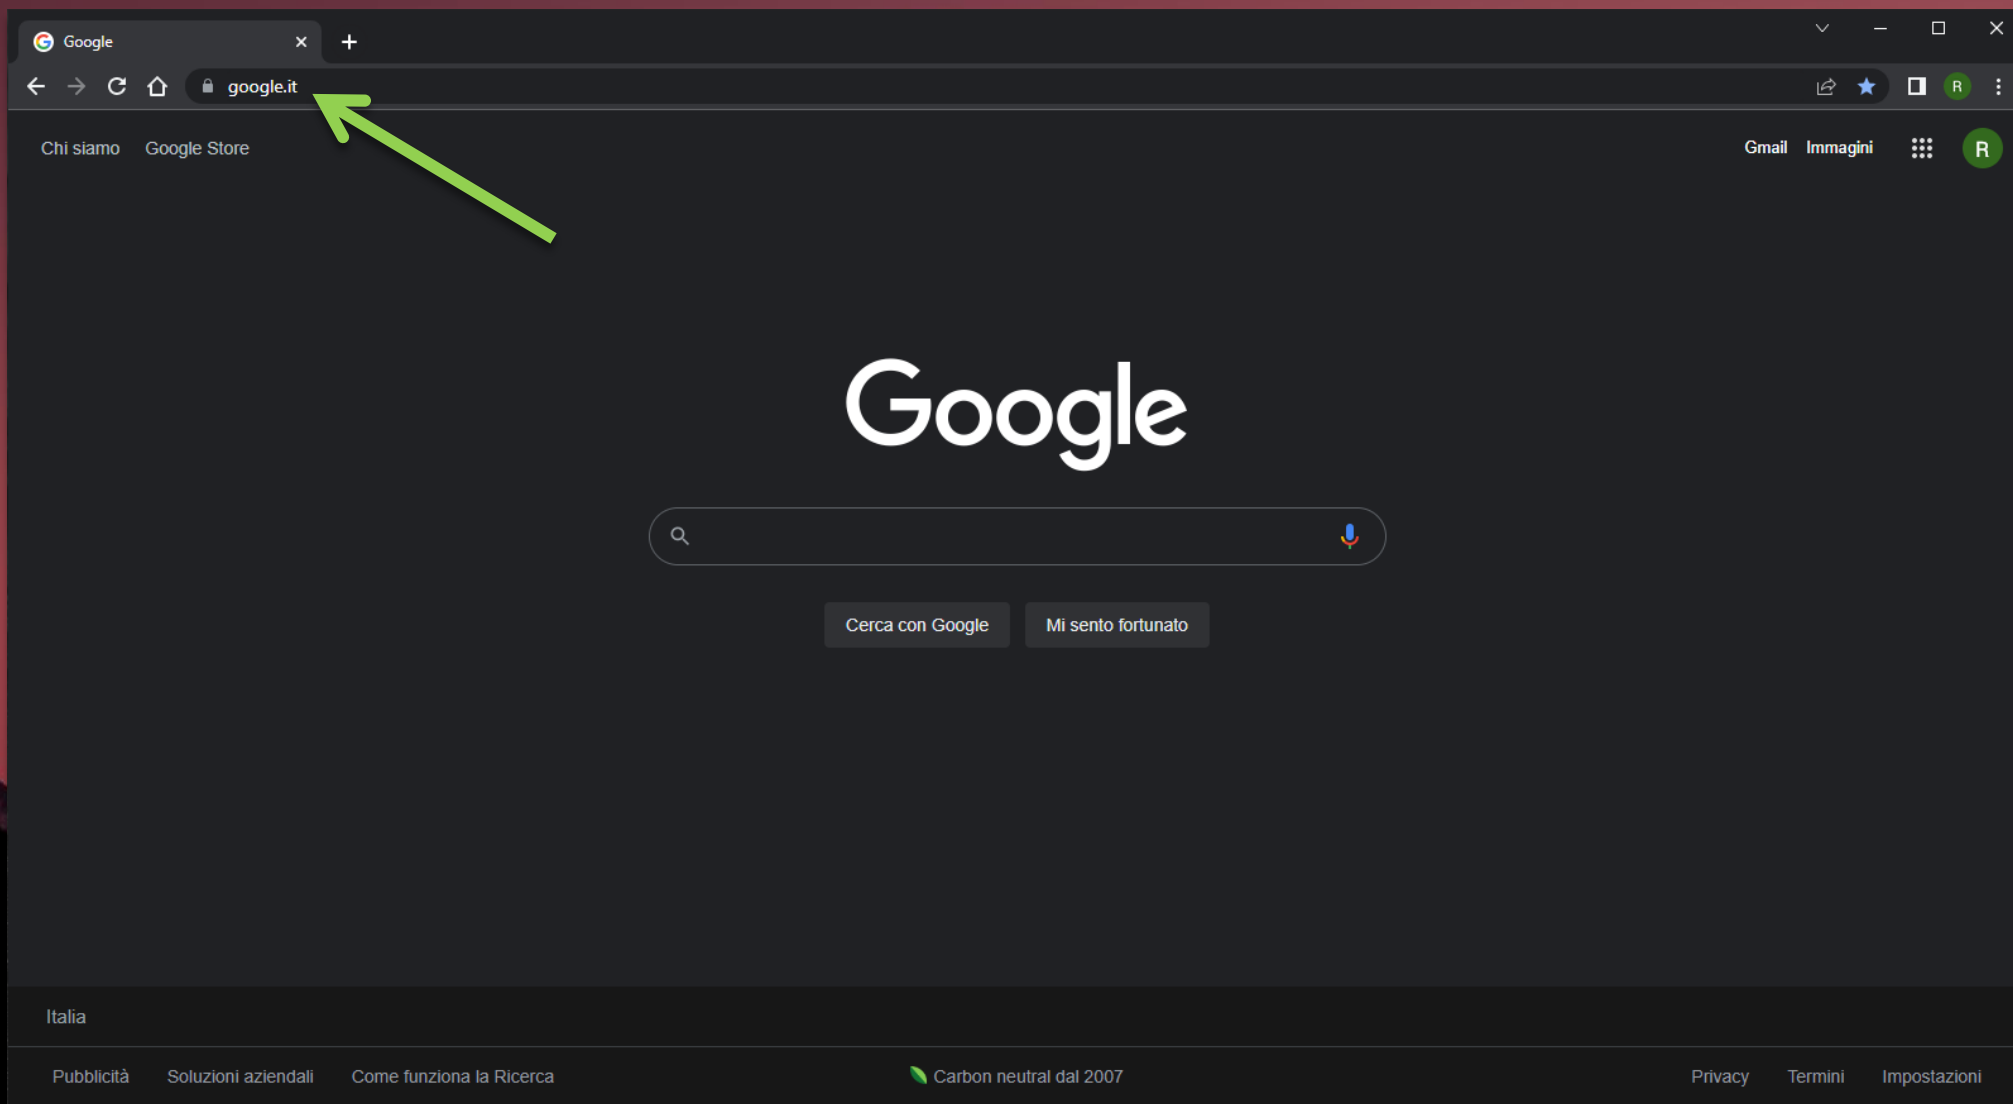 Google
google.it
R
Chi siamo Google Store
Gmail Immagini
R
Google
Cerca con Google Mi sento fortunato
Italia
Pubblicità Soluzioni aziendali Come funziona la Ricerca
Carbon neutral dal 2007
Privacy Termini Impostazioni